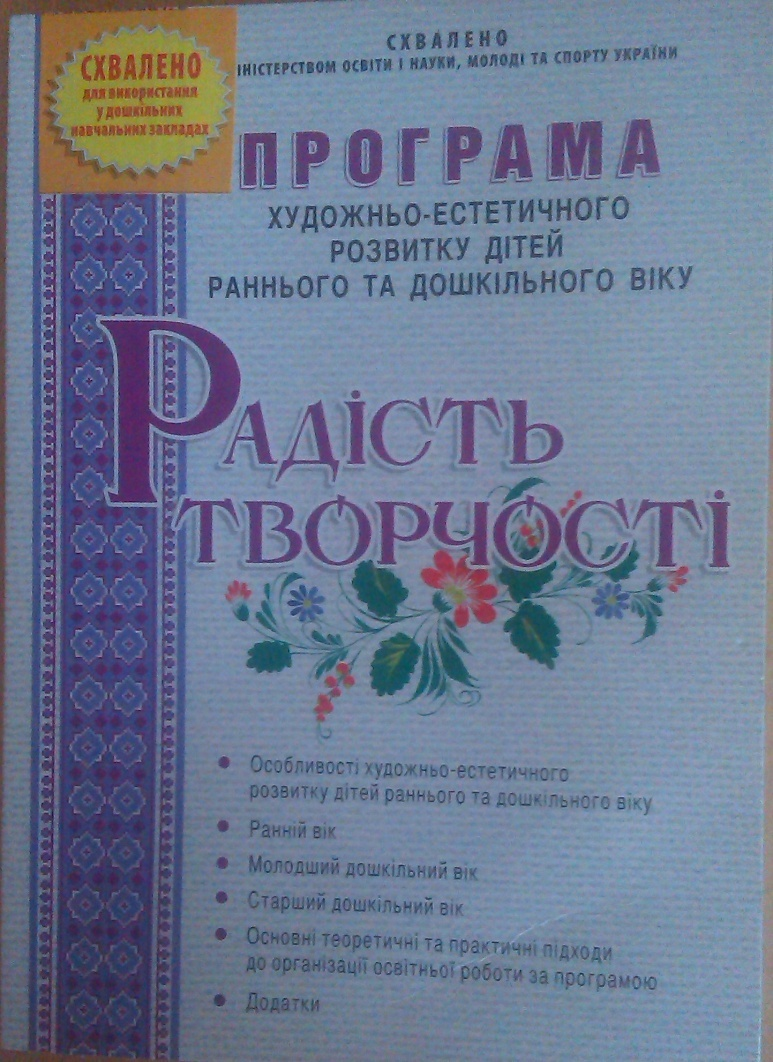 СХВАЛЕНО
для використання
у дошкільних
навчальних закладах
СХВАЛЕНО
ІНІСТЕРСТВОМ ОСВІТИ І НАУКИ, МОЛОДІ ТА СПОРТУ УКРАЇНИ
ПРОГРАМА
ХУДОЖНЬО-ЕСТЕТИЧНОГО
РОЗВИТКУ ДІТЕЙ
РАННЬОГО ТА ДОШКІЛЬНОГО ВІКУ
РАДІСТЬ
ТВОРЧОСТІ
• Особливості художньо-естетичного
розвитку дітей раннього та дошкільного віку
• Ранній вік
• Молодший дошкільний вік
• Старший дошкільний вік
• Основні теоретичні та практичні підходи
до організації освітньої роботи за програмою
• Додатки